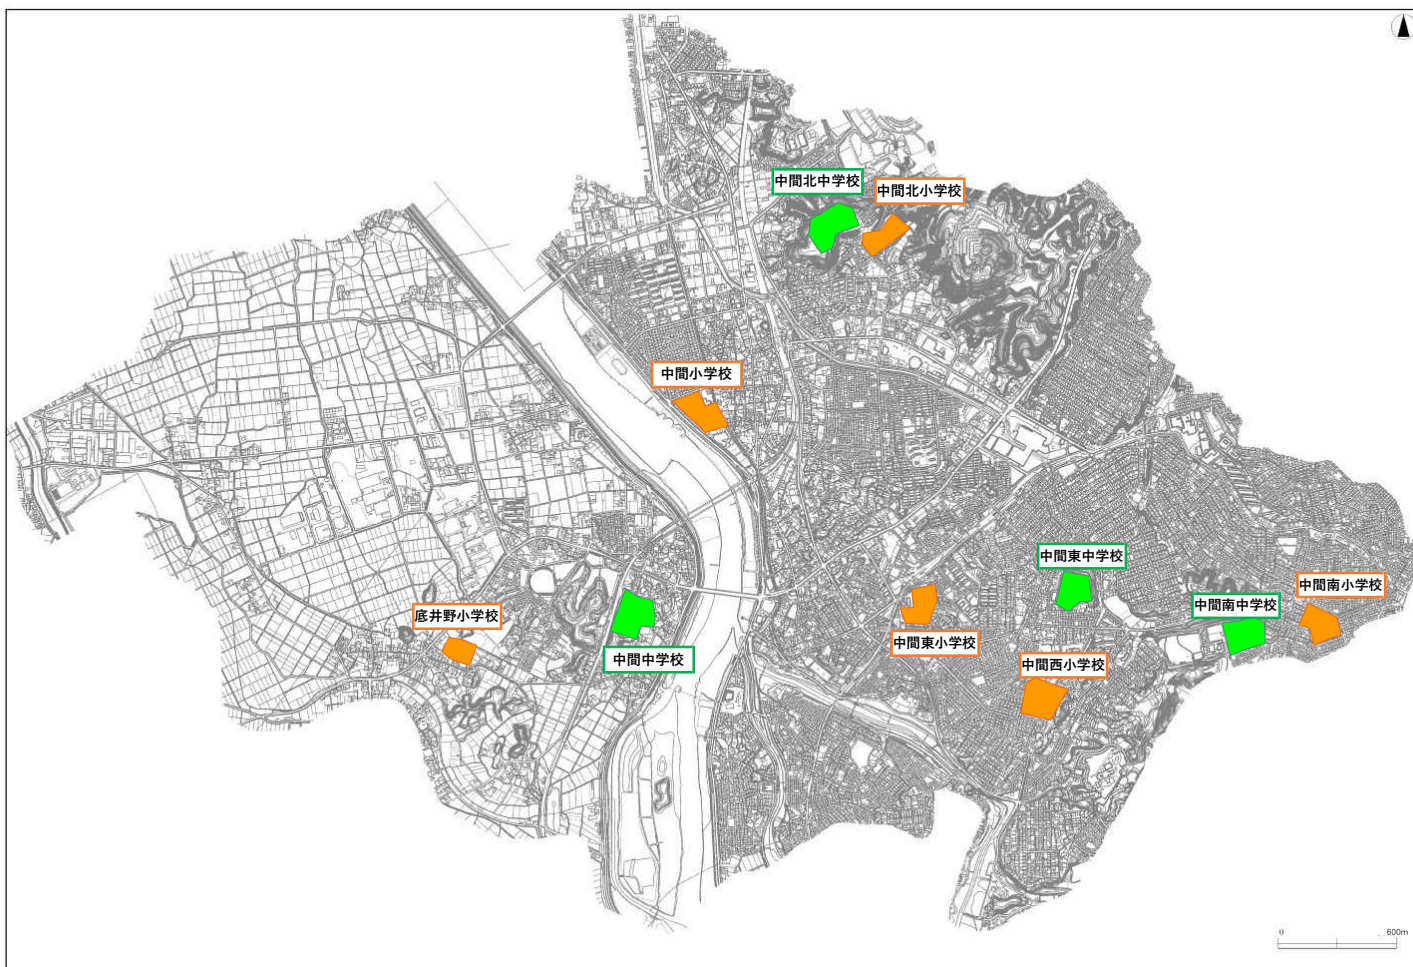 中間北中学校
中間北小学校
中間小学校
中間東中学校
中間南中学校
中間南小学校
底井野小学校
中間中学校
中間東小学校
中間西小学校
0
600m